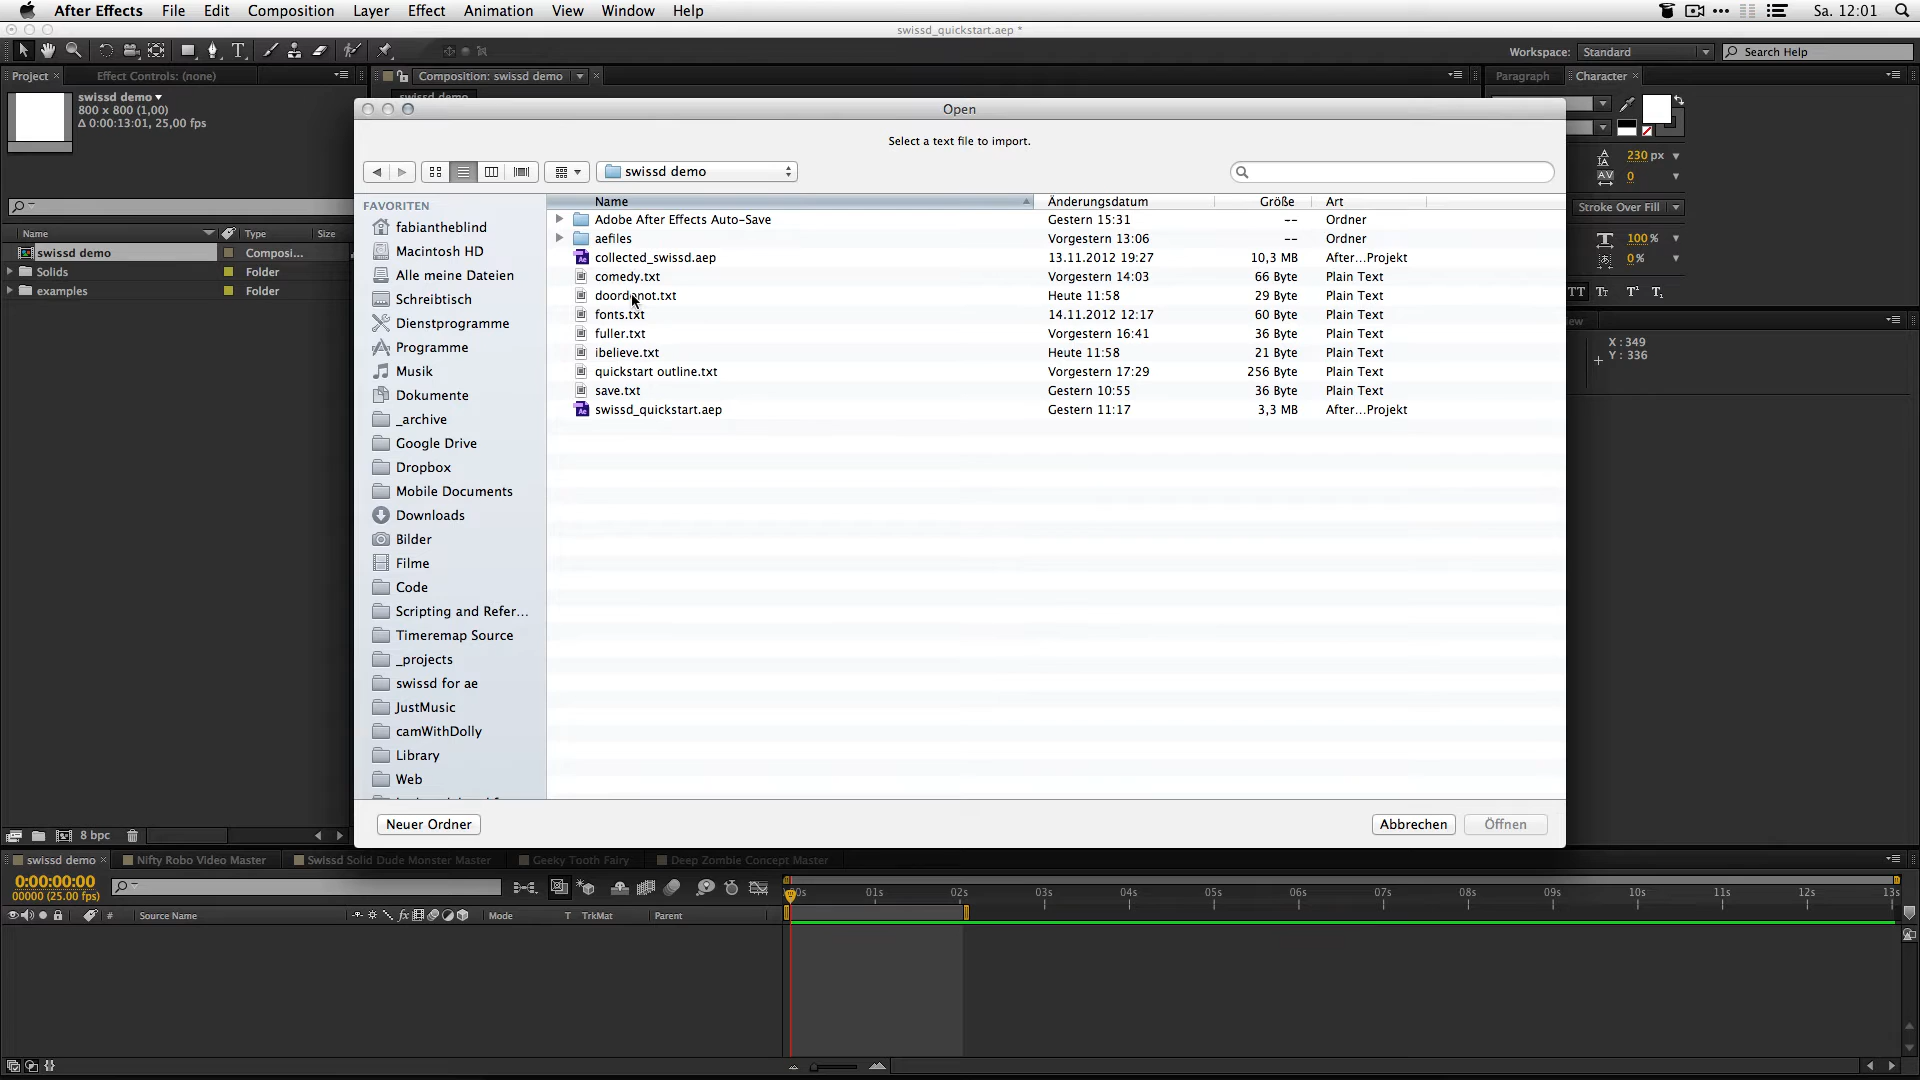 After Effects File Edit Composition Layer Effect Animation View Window Help Sa. 12:01
swissd_quickstart.aep *
Workspace: Standard Search Help
Project Effect Controls: (none) Composition: swissd demo Paragraph Character
swissd demo
800 x 800 (1,00)
Δ 0:00:13:01, 25,00 fps
swissd demo
Open
Select a text file to import.
swissd demo
230 px
0
Stroke Over Fill
100 %
0 %
TT Tт T¹ T₁
X : 349
Y : 336
Name Type Size
swissd demo Composi...
Solids Folder
examples Folder
FAVORITEN
fabiantheblind
Macintosh HD
Alle meine Dateien
Schreibtisch
Dienstprogramme
Programme
Musik
Dokumente
_archive
Google Drive
Dropbox
Mobile Documents
Downloads
Bilder
Filme
Code
Scripting and Refer...
Timeremap Source
_projects
swissd for ae
JustMusic
camWithDolly
Library
Web
Name Änderungsdatum Größe Art
Adobe After Effects Auto-Save Gestern 15:31 -- Ordner
aefiles Vorgestern 13:06 -- Ordner
collected_swissd.aep 13.11.2012 19:27 10,3 MB After...Projekt
comedy.txt Vorgestern 14:03 66 Byte Plain Text
doordonot.txt Heute 11:58 29 Byte Plain Text
fonts.txt 14.11.2012 12:17 60 Byte Plain Text
fuller.txt Vorgestern 16:41 36 Byte Plain Text
ibelieve.txt Heute 11:58 21 Byte Plain Text
quickstart outline.txt Vorgestern 17:29 256 Byte Plain Text
save.txt Gestern 10:55 36 Byte Plain Text
swissd_quickstart.aep Gestern 11:17 3,3 MB After...Projekt
Neuer Ordner Abbrechen Öffnen
8 bpc
swissd demo Nifty Robo Video Master Swissd Solid Dude Monster Master Geeky Tooth Fairy Deep Zombie Concept Master
0:00:00:00
00000 (25.00 fps)
# Source Name fx Mode T TrkMat Parent
00s 01s 02s 03s 04s 05s 06s 07s 08s 09s 10s 11s 12s 13s